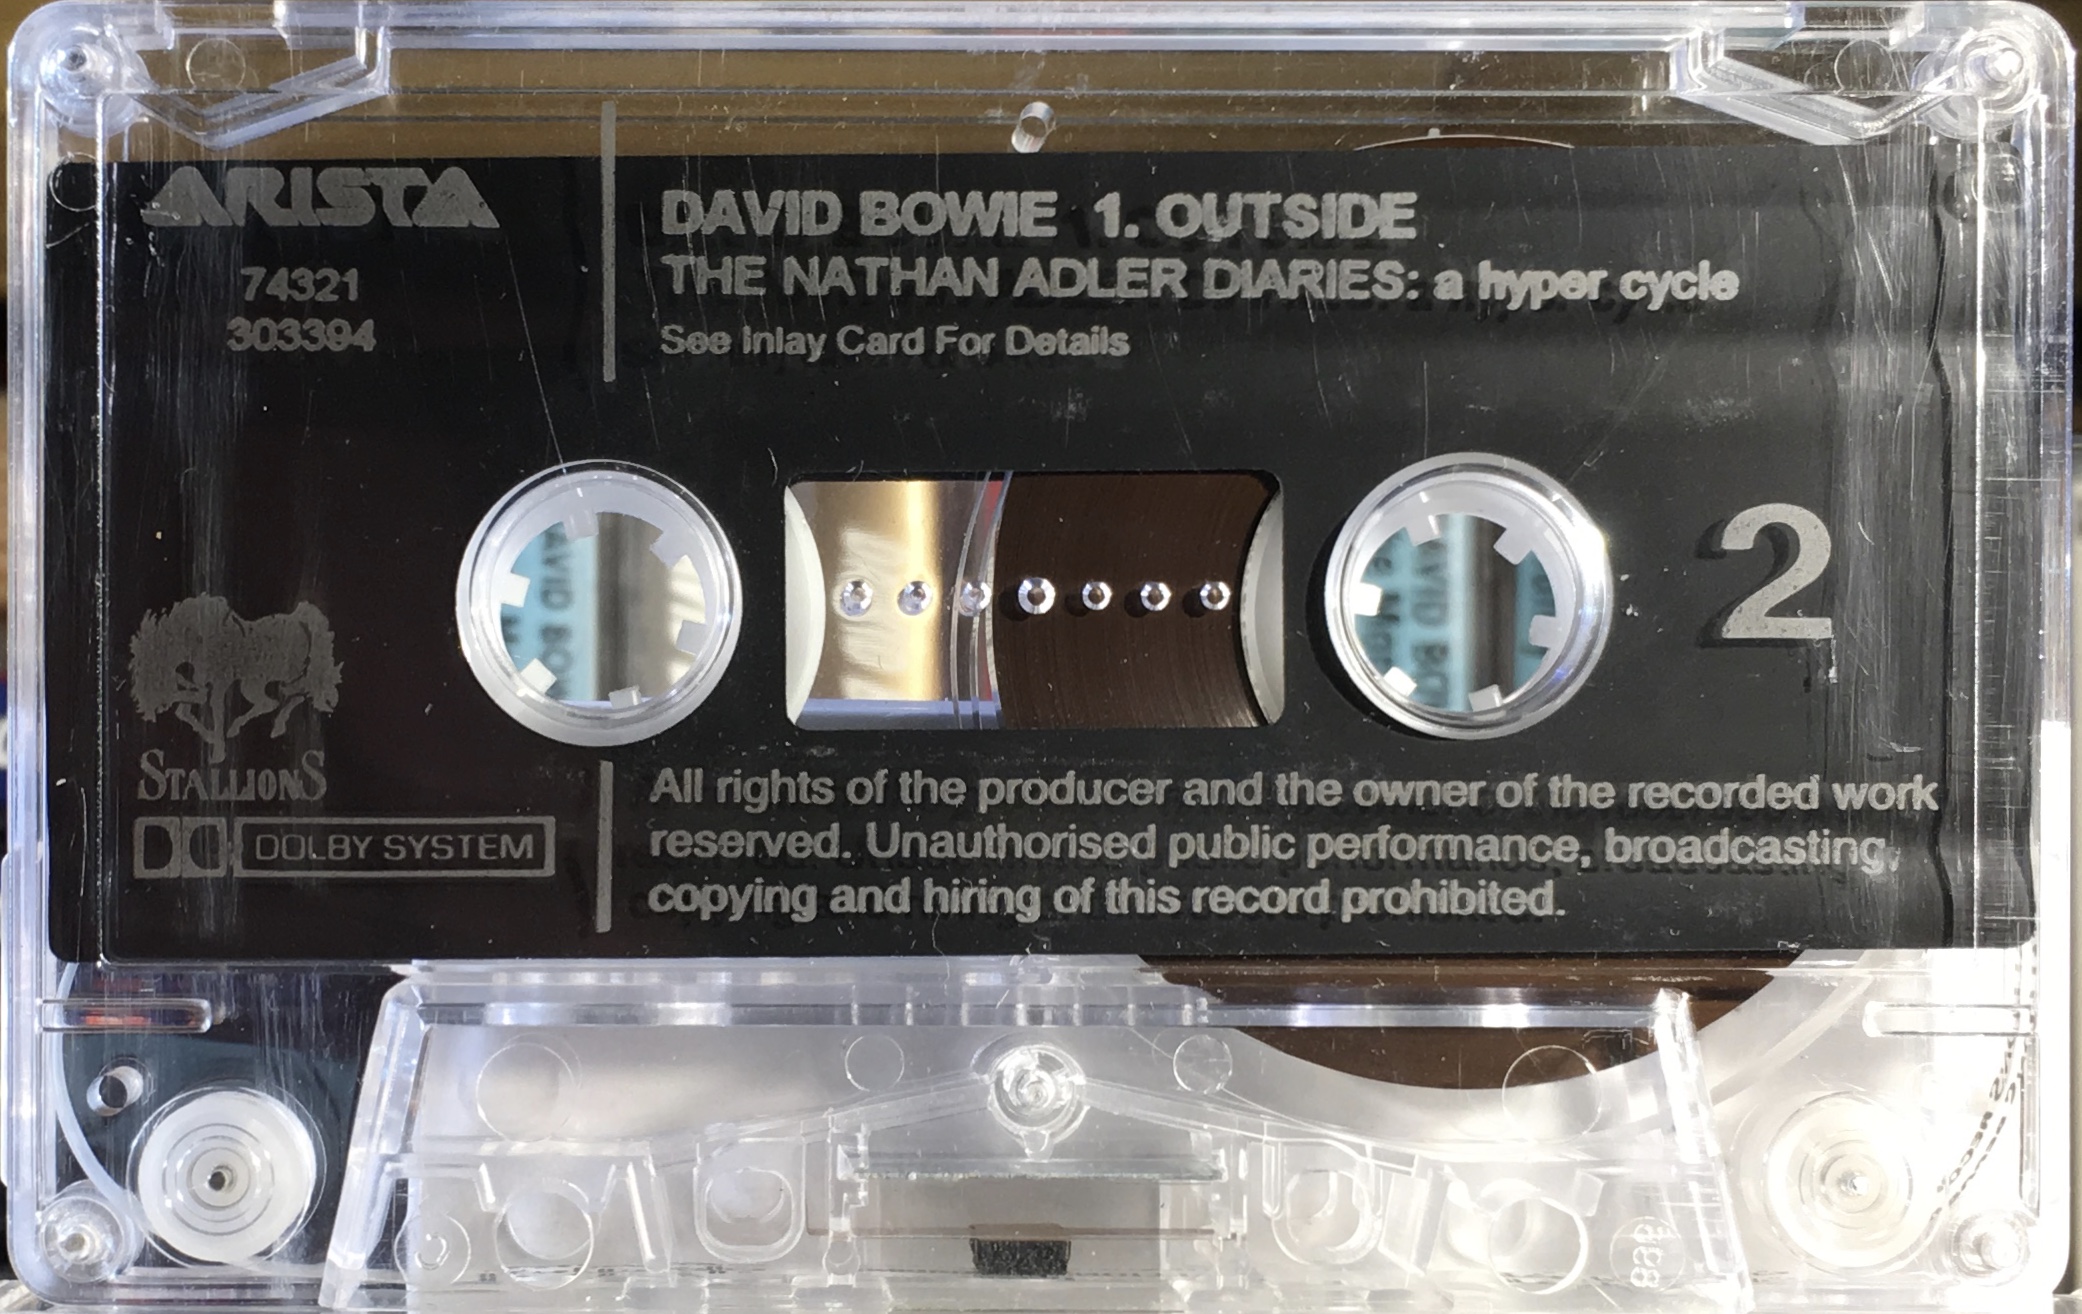 ARISTA
74321
303394
DAVID BOWIE 1. OUTSIDE
THE NATHAN ADLER DIARIES: a hyper cycle
See Inlay Card For Details
2
STALLIONS
DOLBY SYSTEM
All rights of the producer and the owner of the recorded work
reserved. Unauthorised public performance, broadcasting,
copying and hiring of this record prohibited.